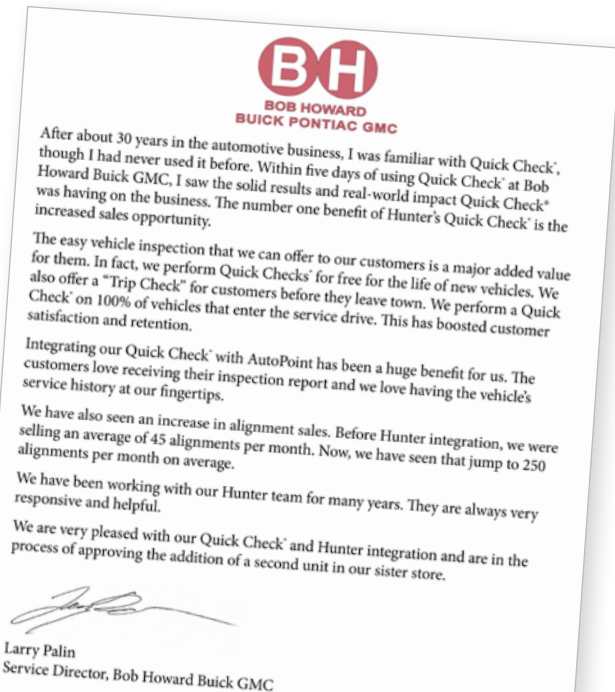 BH
BOB HOWARD
BUICK PONTIAC GMC
After about 30 years in the automotive business, I was familiar with Quick Check®,
though I had never used it before. Within five days of using Quick Check® at Bob
Howard Buick GMC, I saw the solid results and real-world impact Quick Check®
was having on the business. The number one benefit of Hunter's Quick Check® is the
increased sales opportunity.
The easy vehicle inspection that we can offer to our customers is a major added value
for them. In fact, we perform Quick Checks® for free for the life of new vehicles. We
also offer a “Trip Check” for customers before they leave town. We perform a Quick
Check® on 100% of vehicles that enter the service drive. This has boosted customer
satisfaction and retention.
Integrating our Quick Check® with AutoPoint has been a huge benefit for us. The
customers love receiving their inspection report and we love having the vehicle's
service history at our fingertips.
We have also seen an increase in alignment sales. Before Hunter integration, we were
selling an average of 45 alignments per month. Now, we have seen that jump to 250
alignments per month on average.
We have been working with our Hunter team for many years. They are always very
responsive and helpful.
We are very pleased with our Quick Check® and Hunter integration and are in the
process of approving the addition of a second unit in our sister store.
Larry Palin
Service Director, Bob Howard Buick GMC